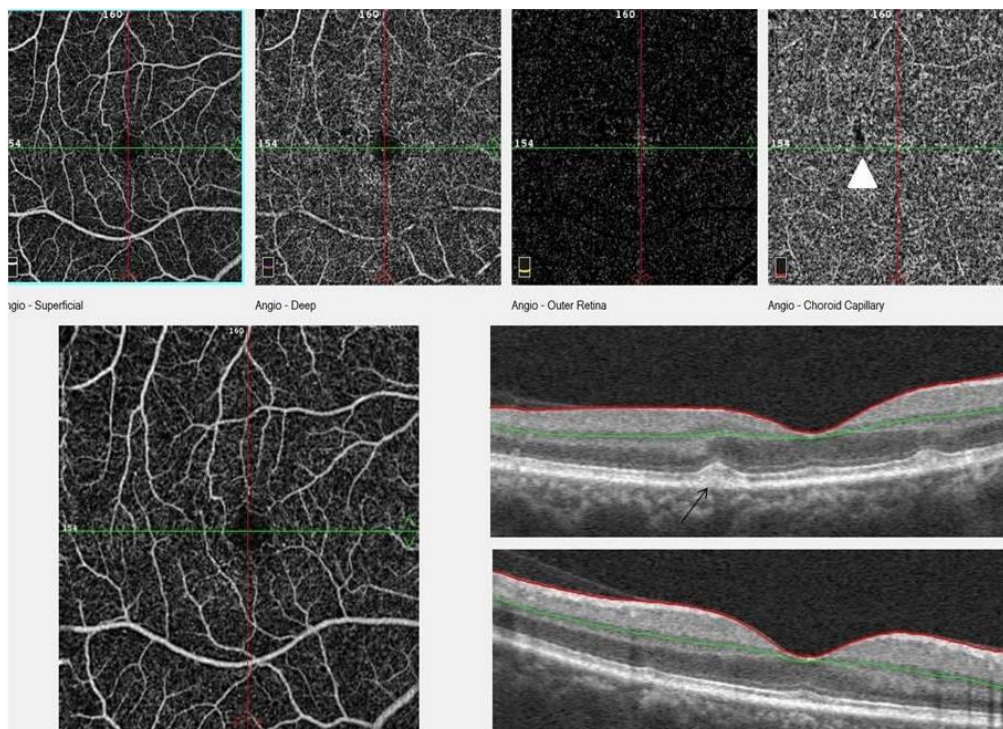 160
160
160
160
154
154
154
154
ngio - Superficial
Angio - Deep
Angio - Outer Retina
Angio - Choroid Capillary
160
154